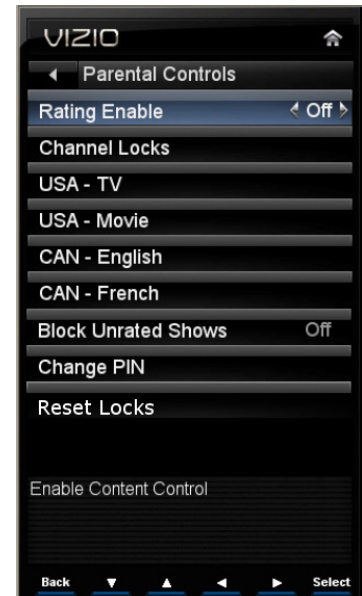 VIZIO
Parental Controls
Rating Enable Off
Channel Locks
USA - TV
USA - Movie
CAN - English
CAN - French
Block Unrated Shows Off
Change PIN
Reset Locks
Enable Content Control
Back Select